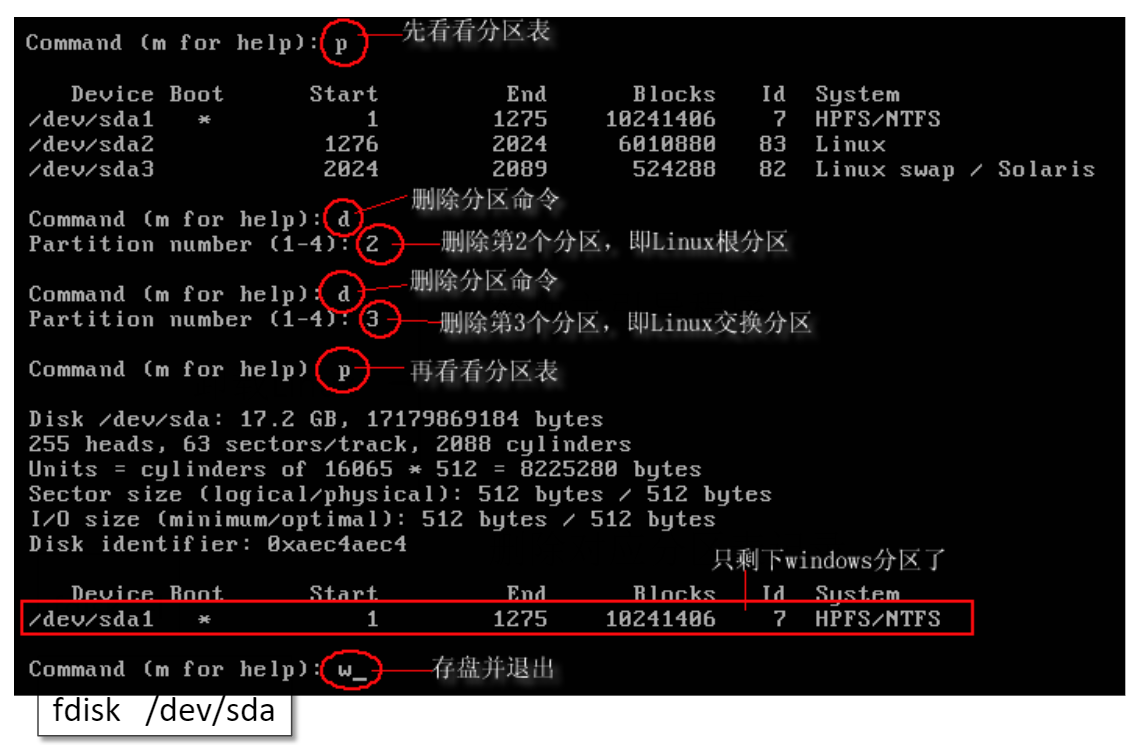 Command (m for help): p 先看看分区表
Device Boot Start End Blocks Id System
/dev/sda1 * 1 1275 10241406 7 HPFS/NTFS
/dev/sda2 1276 2024 6010880 83 Linux
/dev/sda3 2024 2089 524288 82 Linux swap / Solaris
删除分区命令
Command (m for help): d
Partition number (1-4): 2 删除第2个分区，即Linux根分区
删除分区命令
Command (m for help): d
Partition number (1-4): 3 删除第3个分区，即Linux交换分区
Command (m for help) p 再看看分区表
Disk /dev/sda: 17.2 GB, 17179869184 bytes
255 heads, 63 sectors/track, 2088 cylinders
Units = cylinders of 16065 * 512 = 8225280 bytes
Sector size (logical/physical): 512 bytes / 512 bytes
I/O size (minimum/optimal): 512 bytes / 512 bytes
Disk identifier: 0xaec4aec4
只剩下windows分区了
Device Boot Start End Blocks Id System
/dev/sda1 * 1 1275 10241406 7 HPFS/NTFS
Command (m for help): w_ 存盘并退出
fdisk /dev/sda